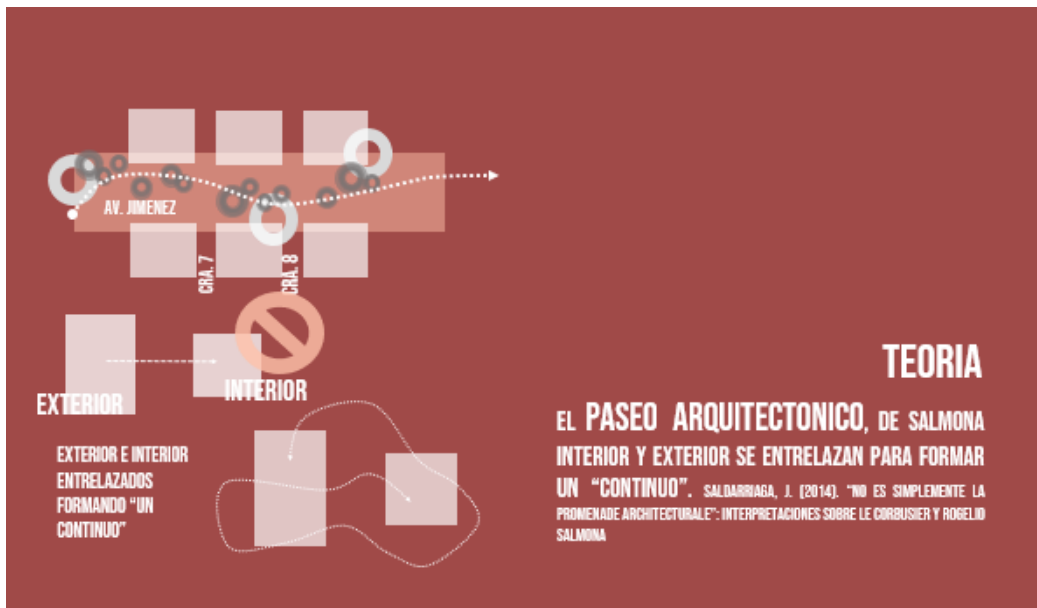 AV. JIMENEZ
CRA. 7
CRA. 8
EXTERIOR
INTERIOR
EXTERIOR E INTERIOR
ENTRELAZADOS
FORMANDO “UN
CONTINUO”
TEORIA
EL PASEO ARQUITECTONICO, DE SALMONA
INTERIOR Y EXTERIOR SE ENTRELAZAN PARA FORMAR
UN “CONTINUO”. SALDARRIAGA, J. (2014). “NO ES SIMPLEMENTE LA
PROMENADE ARCHITECTURALE”: INTERPRETACIONES SOBRE LE CORBUSIER Y ROGELIO
SALMONA